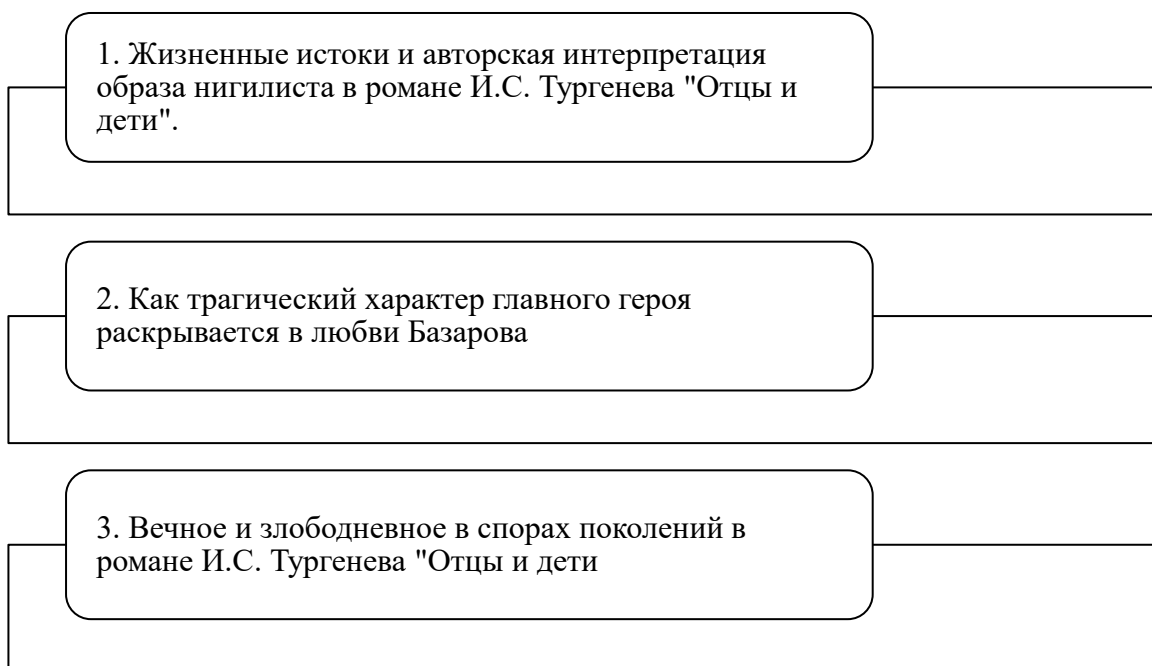 1. Жизненные истоки и авторская интерпретация
образа нигилиста в романе И.С. Тургенева "Отцы и
дети".
2. Как трагический характер главного героя
раскрывается в любви Базарова
3. Вечное и злободневное в спорах поколений в
романе И.С. Тургенева "Отцы и дети